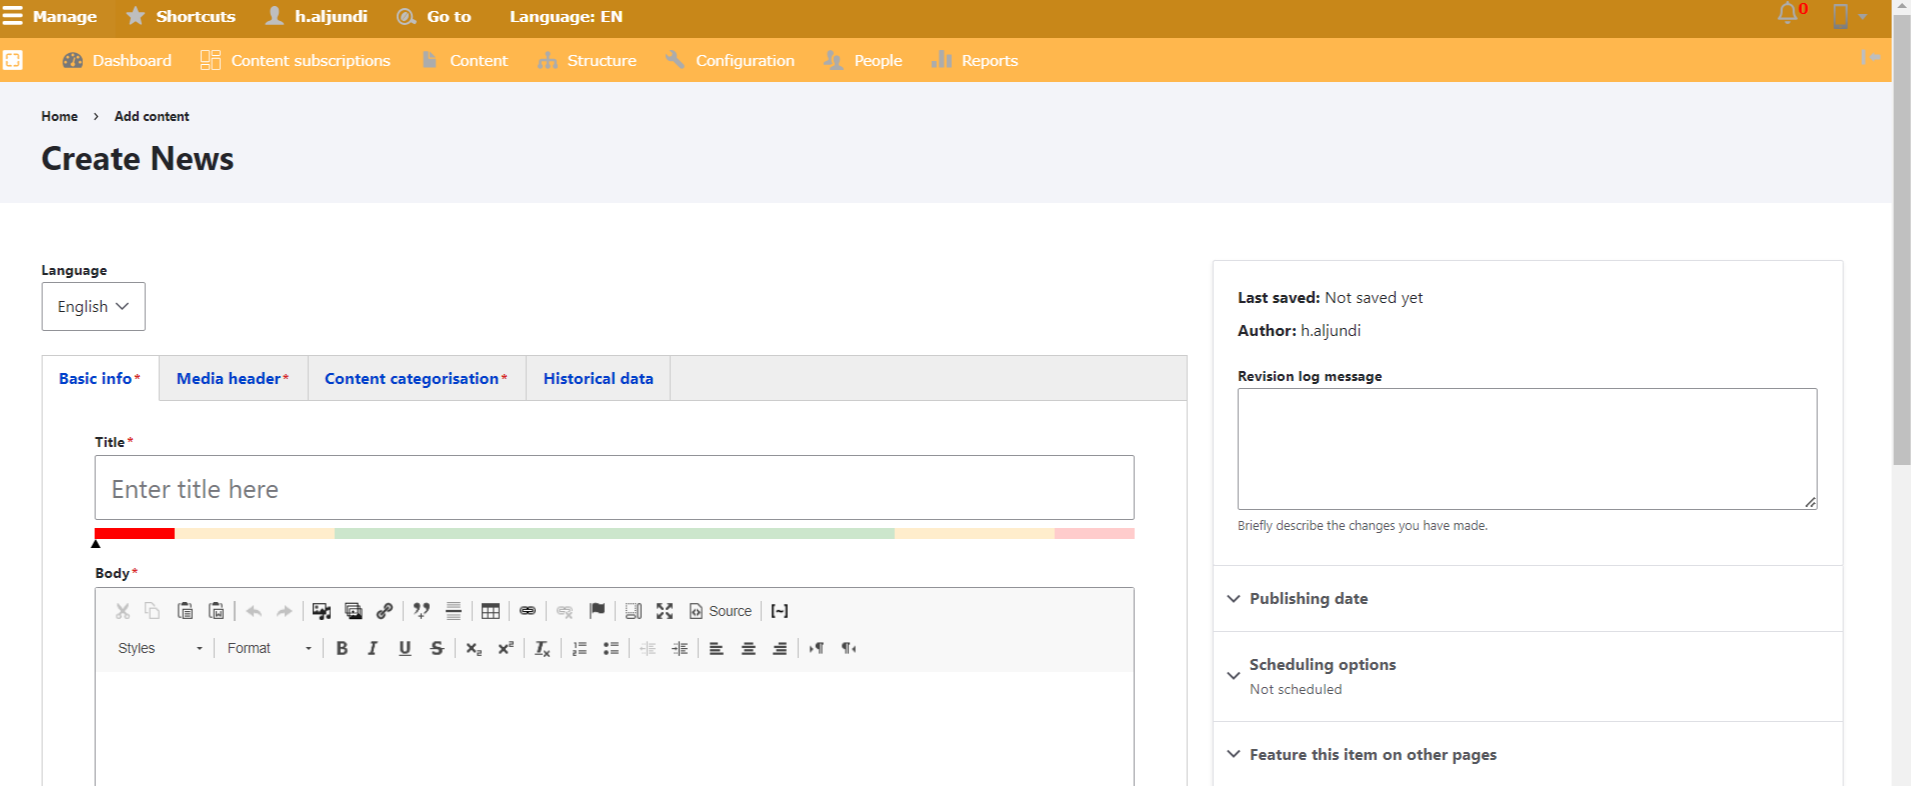 Manage Shortcuts h.aljundi Go to Language: EN 0
Dashboard Content subscriptions Content Structure Configuration People Reports
Home › Add content
Create News
Language
English
Basic info* Media header* Content categorisation* Historical data
Title*
Enter title here
Body*
Source
Styles Format B I U S x₂ x² Tx
Last saved: Not saved yet
Author: h.aljundi
Revision log message
Briefly describe the changes you have made.
Publishing date
Scheduling options
Not scheduled
Feature this item on other pages